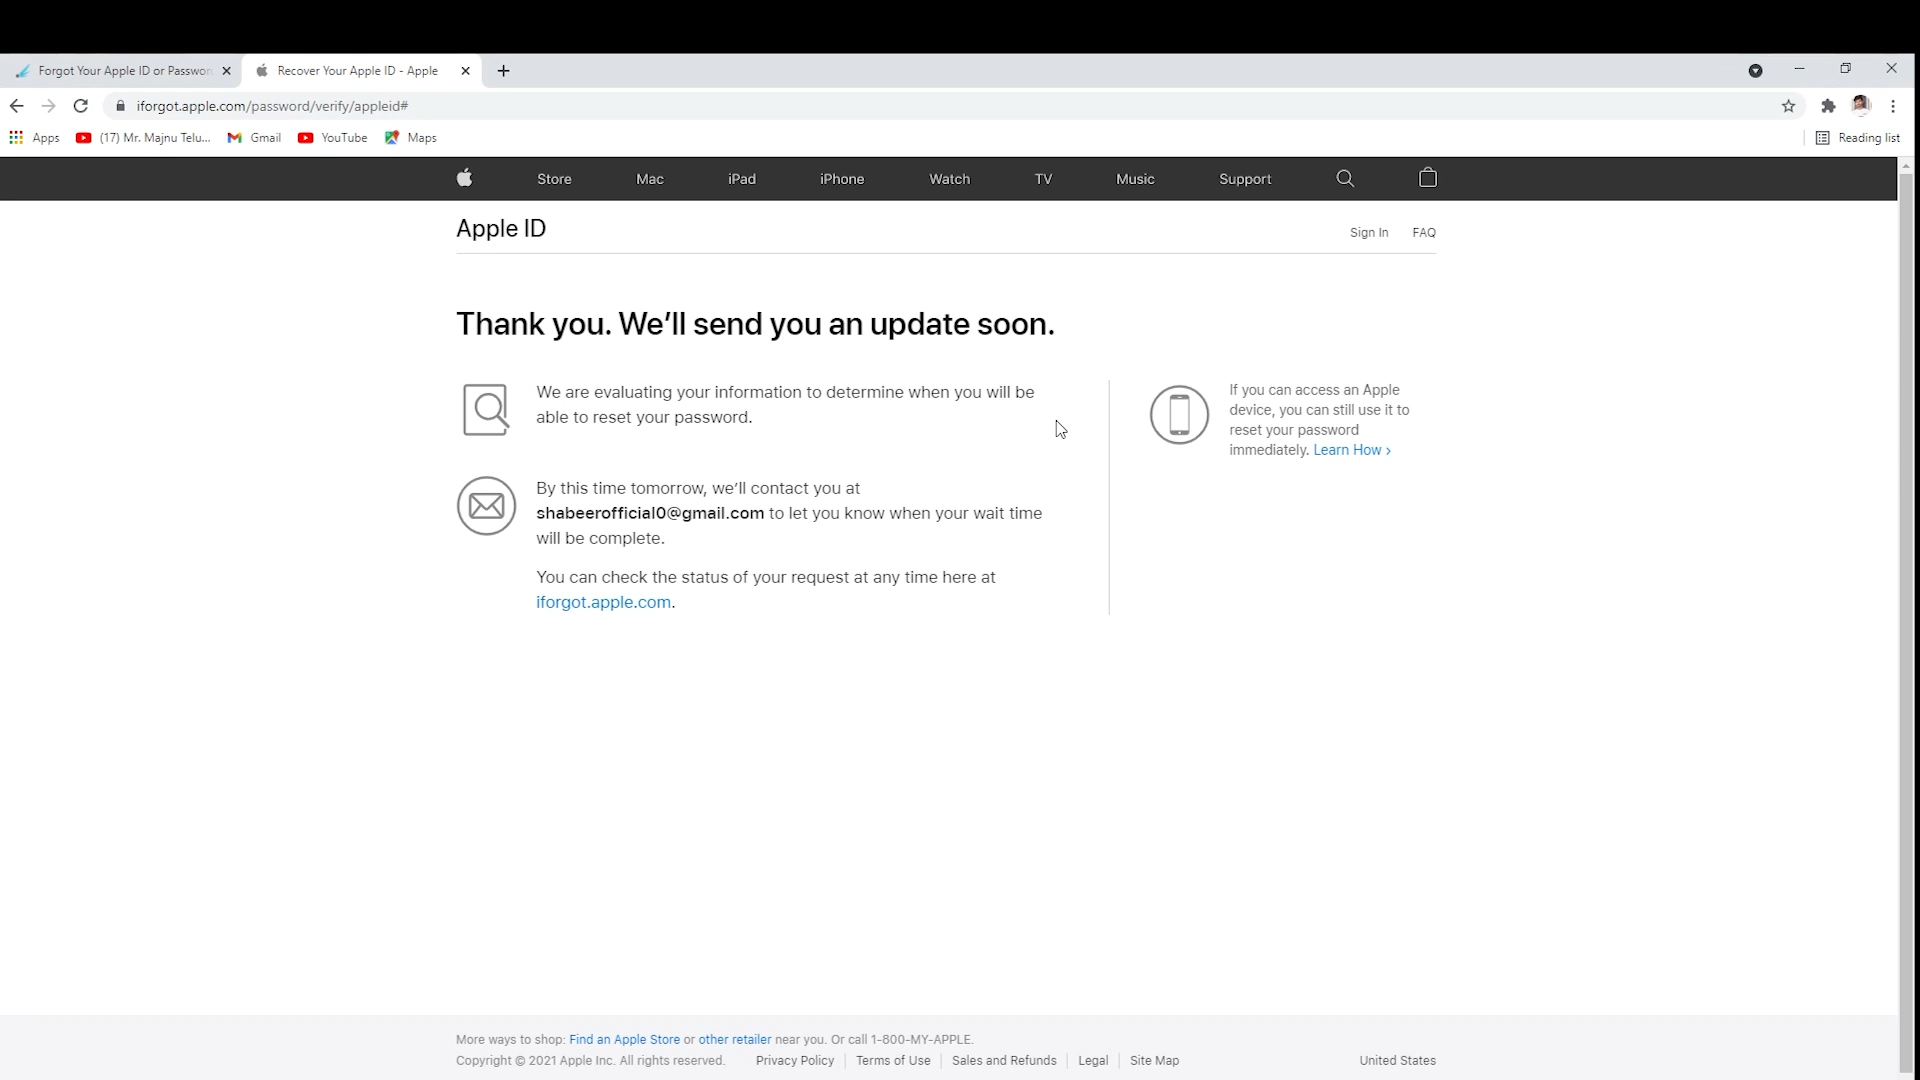 Forgot Your Apple ID or Passwor
Recover Your Apple ID - Apple
iforgot.apple.com/password/verify/appleid#
Apps
(17) Mr. Majnu Telu...
Gmail
YouTube
Maps
Reading list
Store
Mac
iPad
iPhone
Watch
TV
Music
Support
Apple ID
Sign In
FAQ
Thank you. We’ll send you an update soon.
We are evaluating your information to determine when you will be
able to reset your password.
By this time tomorrow, we’ll contact you at
shabeerofficial0@gmail.com to let you know when your wait time
will be complete.
You can check the status of your request at any time here at
iforgot.apple.com.
If you can access an Apple
device, you can still use it to
reset your password
immediately. Learn How ›
More ways to shop: Find an Apple Store or other retailer near you. Or call 1-800-MY-APPLE.
Copyright © 2021 Apple Inc. All rights reserved.
Privacy Policy
Terms of Use
Sales and Refunds
Legal
Site Map
United States